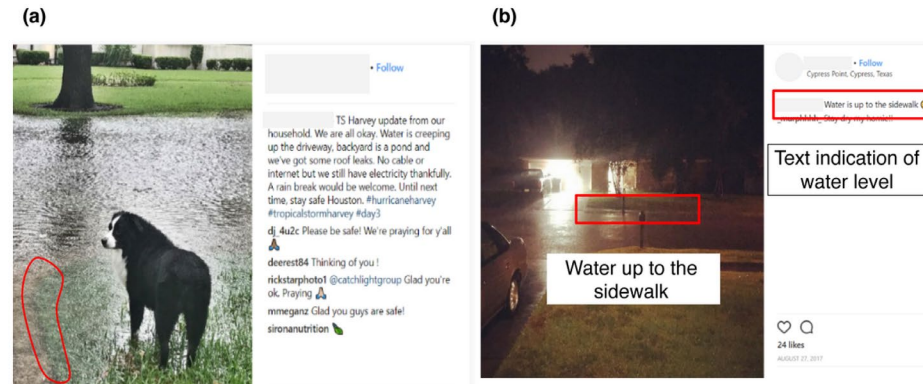 (a)
• Follow
TS Harvey update from our
household. We are all okay. Water is creeping
up the driveway, backyard is a pond and
we've got some roof leaks. No cable or
internet but we still have electricity thankfully.
A rain break would be welcome. Until next
time, stay safe Houston. #hurricaneharvey
#tropicalstormharvey #day3
dj_4u2c Please be safe! We're praying for y'all
deerest84 Thinking of you !
rickstarphoto1 @catchlightgroup Glad you're
ok. Praying
mmeganz Glad you guys are safe!
sironanutrition
(b)
• Follow
Cypress Point, Cypress, Texas
Water is up to the sidewalk
Stay dry my homie!!
Text indication of
water level
Water up to the
sidewalk
24 likes
AUGUST 27, 2017